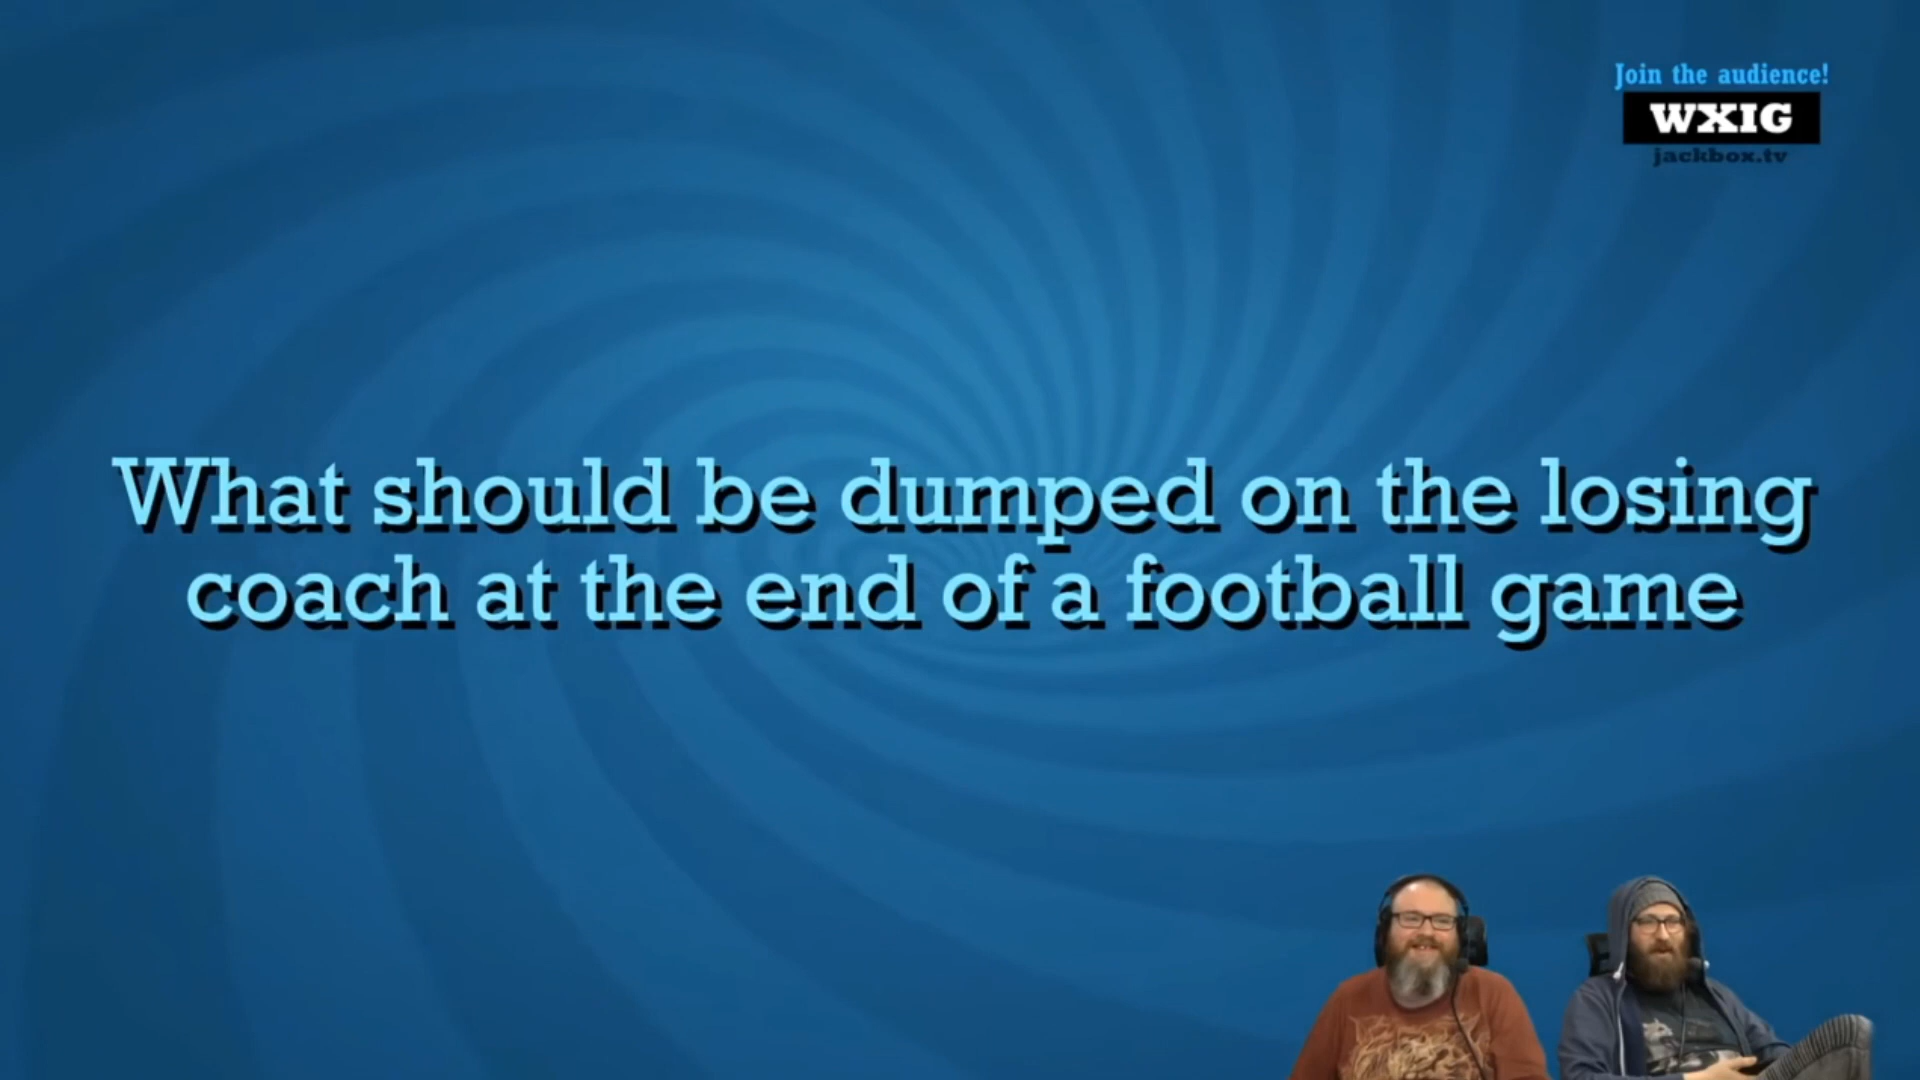 Join the audience!
WXIG
jackbox.tv
What should be dumped on the losing
coach at the end of a football game